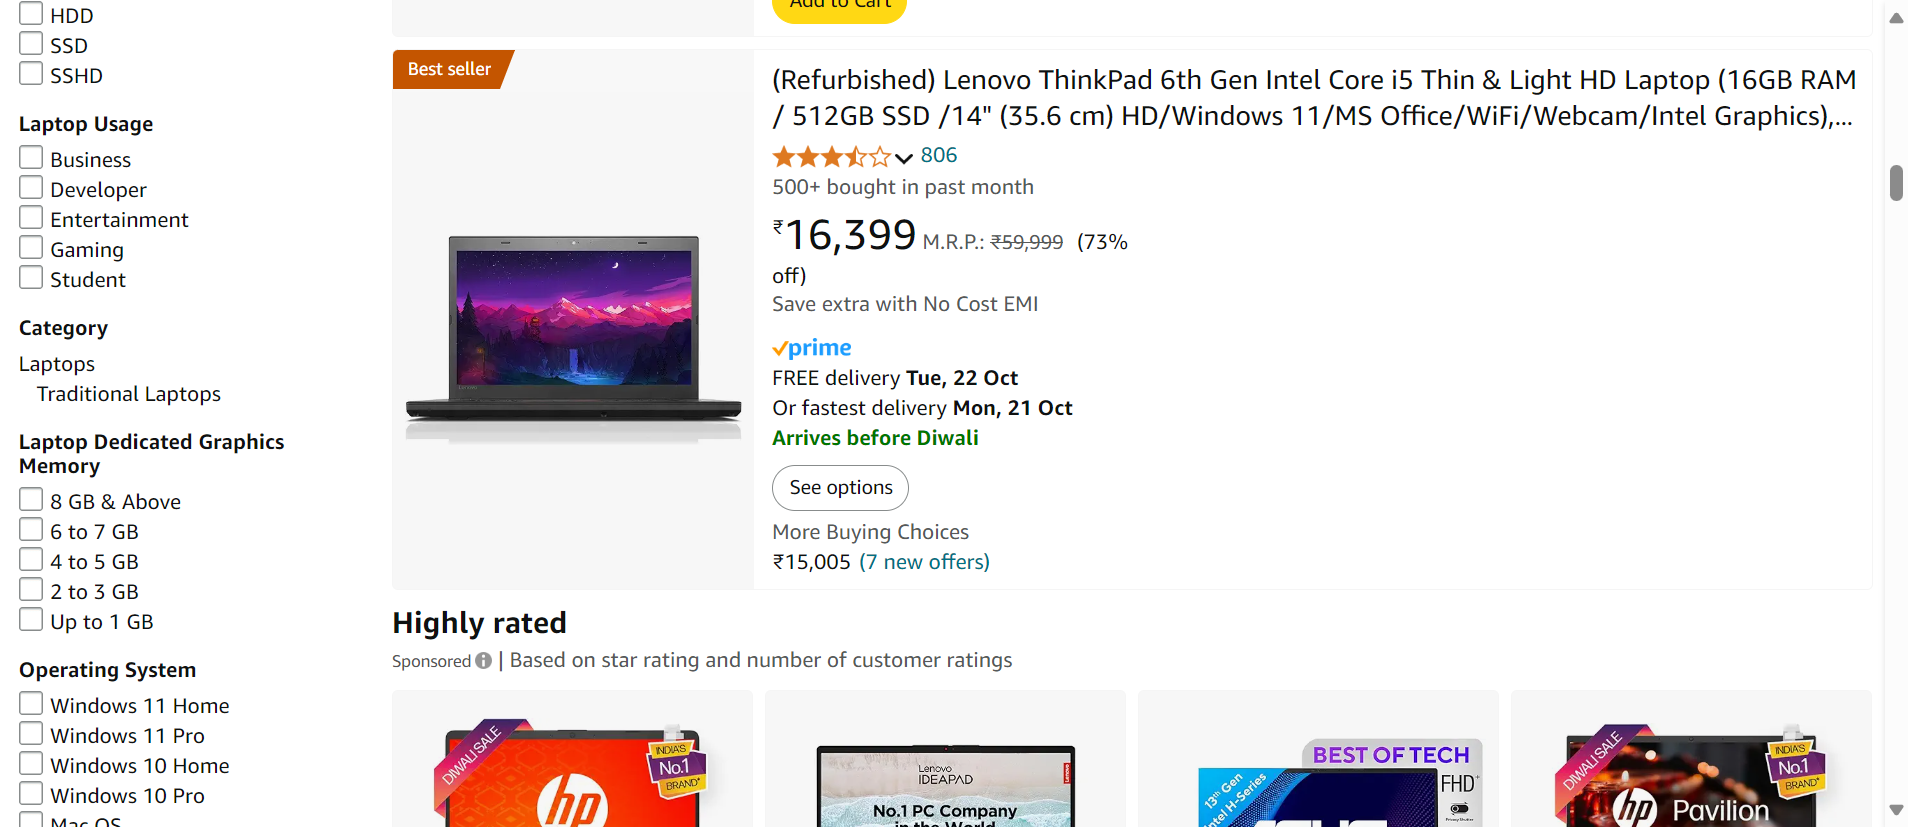 HDD
SSD
SSHD
Laptop Usage
Business
Developer
Entertainment
Gaming
Student
Category
Laptops
Traditional Laptops
Laptop Dedicated Graphics
Memory
8 GB & Above
6 to 7 GB
4 to 5 GB
2 to 3 GB
Up to 1 GB
Operating System
Windows 11 Home
Windows 11 Pro
Windows 10 Home
Windows 10 Pro
Mac OS
Add to Cart
Best seller
(Refurbished) Lenovo ThinkPad 6th Gen Intel Core i5 Thin & Light HD Laptop (16GB RAM
/ 512GB SSD /14" (35.6 cm) HD/Windows 11/MS Office/WiFi/Webcam/Intel Graphics),...
806
500+ bought in past month
₹16,399 M.R.P.: ₹59,999 (73%
off)
Save extra with No Cost EMI
prime
FREE delivery Tue, 22 Oct
Or fastest delivery Mon, 21 Oct
Arrives before Diwali
See options
More Buying Choices
₹15,005 (7 new offers)
Highly rated
Sponsored | Based on star rating and number of customer ratings
DIWALI SALE
INDIA'S
No.1
BRAND*
hp
Lenovo
IDEAPAD
Lenovo
No.1 PC Company
in the World
BEST OF TECH
13th Gen
Intel H-Series
FHD+
DIWALI SALE
INDIA'S
No.1
BRAND*
hp Pavilion